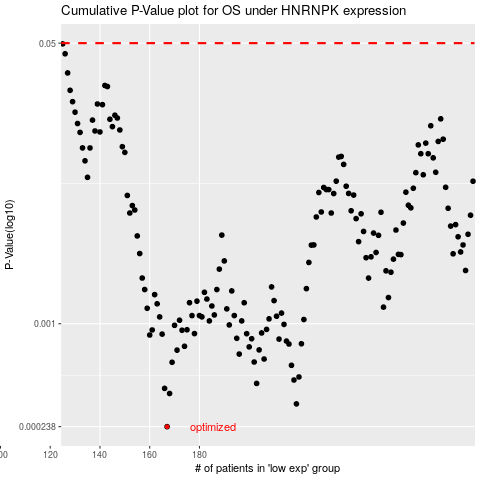 Cumulative P-Value plot for OS under HNRNPK expression
0.05
P-Value(log10)
0.001
0.000238
optimized
00 120 140 160 180
# of patients in 'low exp' group